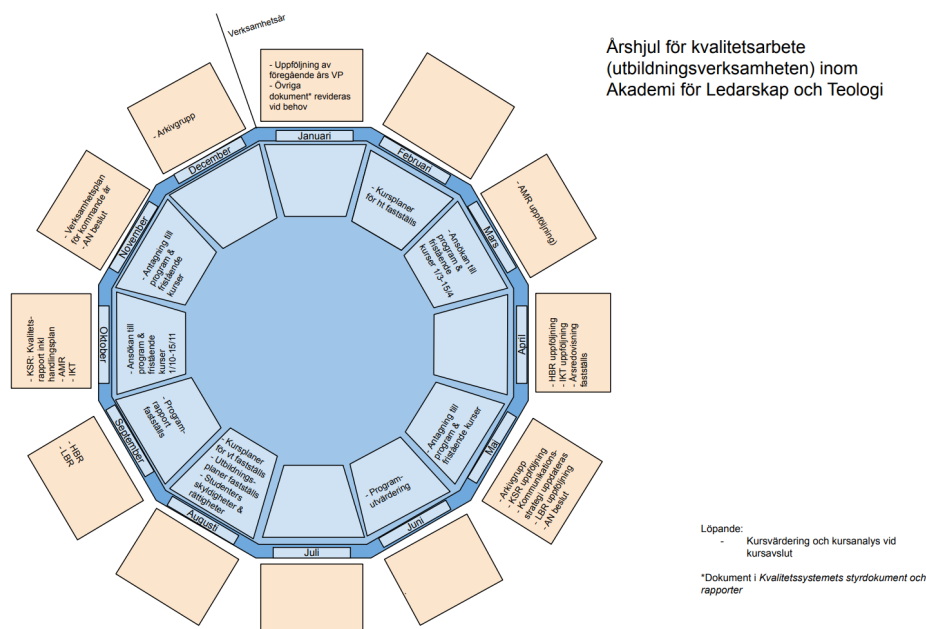 Verksamhetsår
Årshjul för kvalitetsarbete
(utbildningsverksamheten) inom
Akademi för Ledarskap och Teologi
- Uppföljning av
föregående års VP
- Övriga
dokument* revideras
vid behov
Januari
Februari
- Kursplaner
för ht fastställs
- AMR uppföljning)
Mars
- Ansökan till
program &
fristående
kurser 1/3-15/4
- HBR uppföljning
- IKT uppföljning
- Årsredovisning
fastställs
April
- Arkivgrupp
- KSR uppföljning
- Kommunikations-
strategi uppdateras
- LBR uppföljning
- AN beslut
Maj
- Antagning till
program &
fristående kurser
Juni
- Program-
utvärdering
Juli
Augusti
- Kursplaner
för vt fastställs
- Utbildnings-
planer fastställs
- Studenters
skyldigheter &
rättigheter
- HBR
- LBR
September
- Program-
rapport
fastställs
- KSR: Kvalitets-
rapport inkl
handlingsplan
- AMR
- IKT
Oktober
- Ansökan till
program &
fristående
kurser
1/10-15/11
- Verksamhetsplan
för kommande år
- AN beslut
November
- Antagning till
program &
fristående
kurser
- Arkivgrupp
December
Löpande:
- Kursvärdering och kursanalys vid
kursavslut
*Dokument i Kvalitetssystemets styrdokument och
rapporter